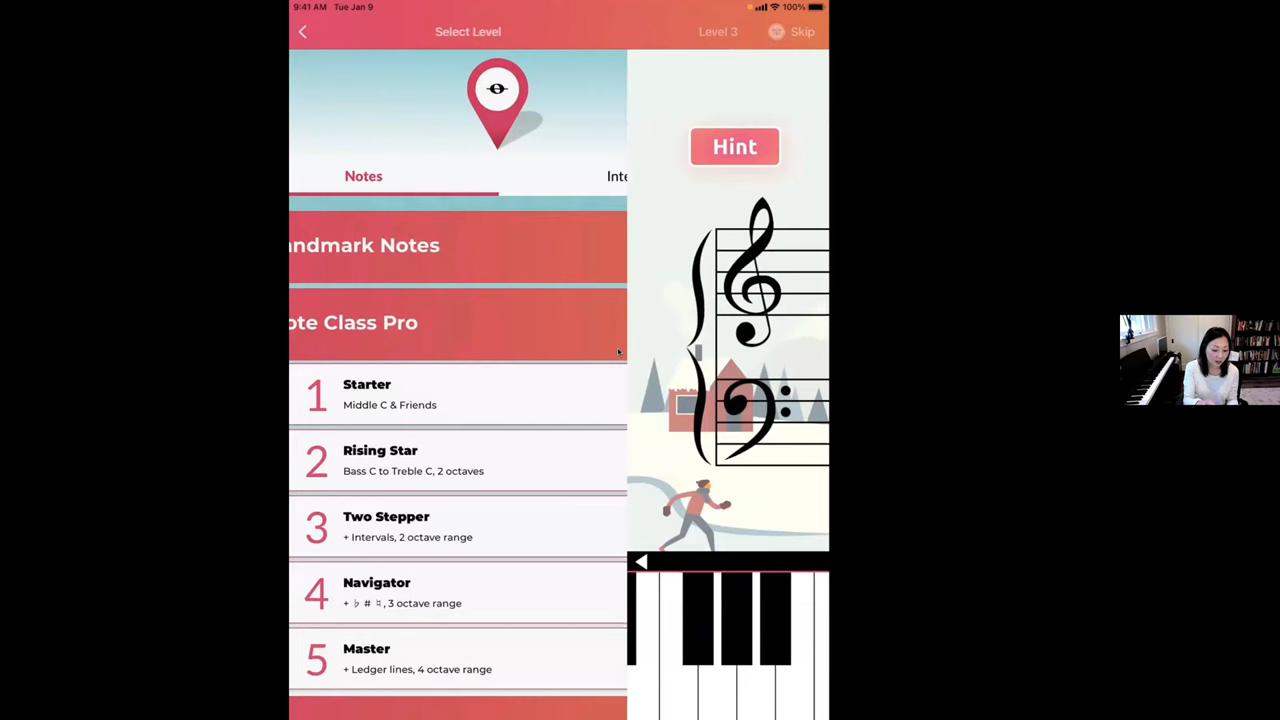 9:41 AM Tue Jan 9
100%
Select Level
Level 3
Skip
Notes
Inte
Hint
andmark Notes
ote Class Pro
1 Starter
Middle C & Friends
2 Rising Star
Bass C to Treble C, 2 octaves
3 Two Stepper
+ Intervals, 2 octave range
4 Navigator
+ ♭ # ♮, 3 octave range
5 Master
+ Ledger lines, 4 octave range